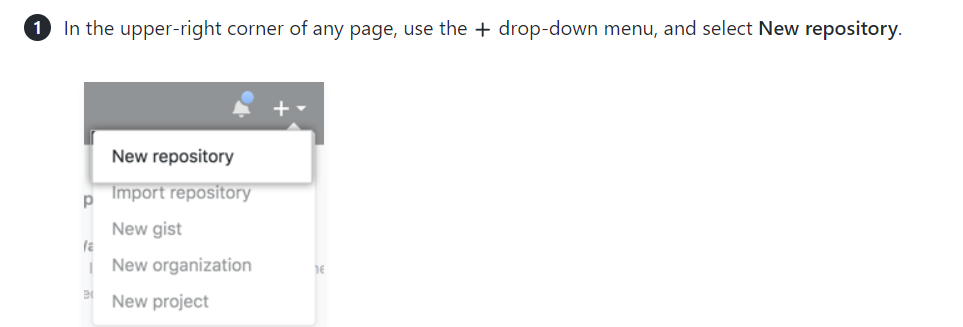 1 In the upper-right corner of any page, use the + drop-down menu, and select New repository.
+
New repository
Import repository
New gist
New organization
New project